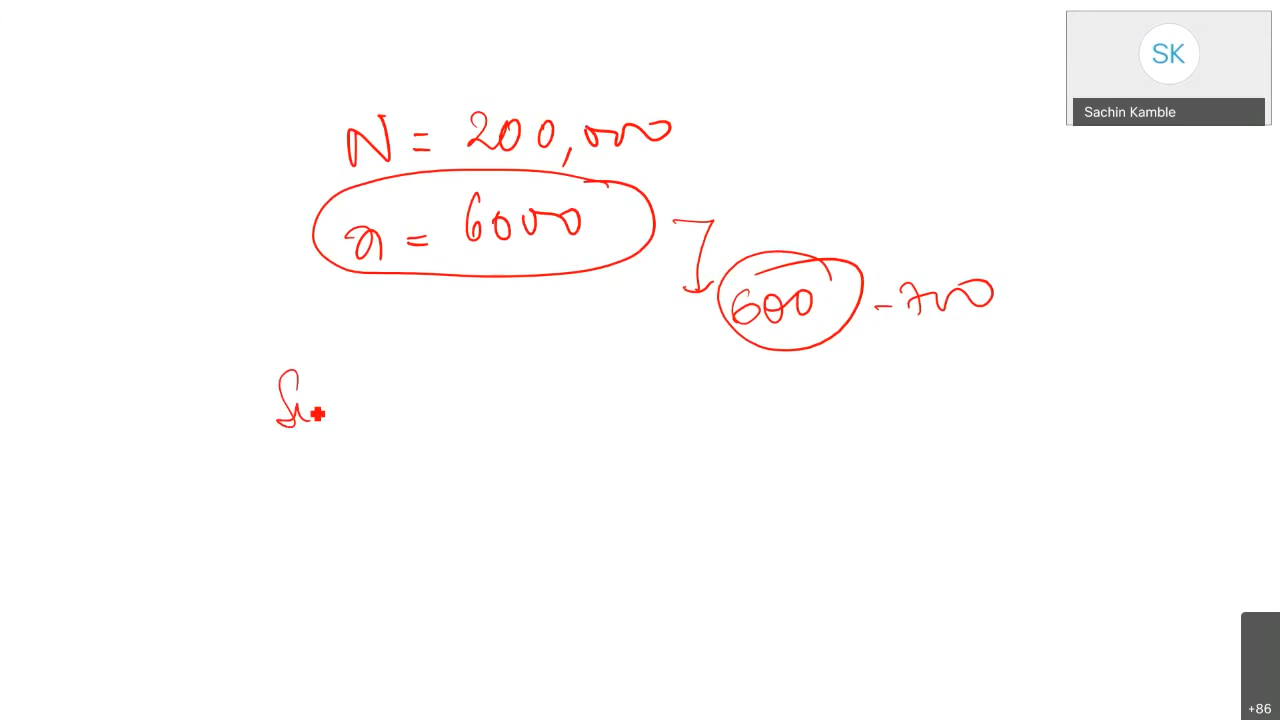 SK
Sachin Kamble
N = 200,000
n = 6000
600 - 700
+86